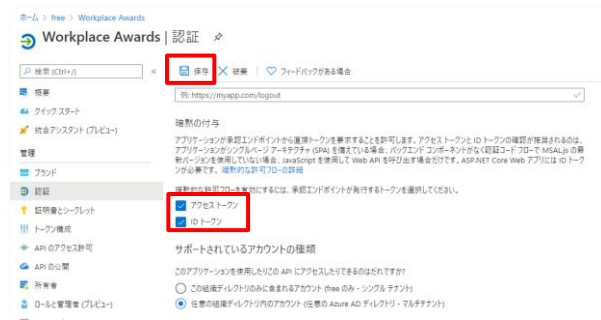 ホーム > free > Workplace Awards
Workplace Awards | 認証
検索 (Ctrl+/)
«
保存
破棄
フィードバックがある場合
概要
クイック スタート
統合アシスタント (プレビュー)
管理
ブランド
認証
証明書とシークレット
トークン構成
API のアクセス許可
API の公開
所有者
ロールと管理者 (プレビュー)
例: https://myapp.com/logout
暗黙の付与
アプリケーションが承認エンドポイントから直接トークンを要求することを許可します。アクセス トークンと ID トークンの確認が推奨されるのは、
アプリケーションがシングルページ アーキテクチャ (SPA) を備えている場合、バックエンド コンポーネントがなく認証コード フローで MSAL.js の最
新バージョンを使用していない場合、JavaScript を使用して Web API を呼び出す場合だけです。ASP.NET Core Web アプリには ID トーク
ンが必要です。 暗黙的な許可フローの詳細
暗黙的な許可フローを有効にするには、承認エンドポイントが発行するトークンを選択してください。
アクセス トークン
ID トークン
サポートされているアカウントの種類
このアプリケーションを使用したりこの API にアクセスしたりできるのはだれですか?
この組織ディレクトリのみに含まれるアカウント (free のみ - シングル テナント)
任意の組織ディレクトリ内のアカウント (任意の Azure AD ディレクトリ - マルチテナント)